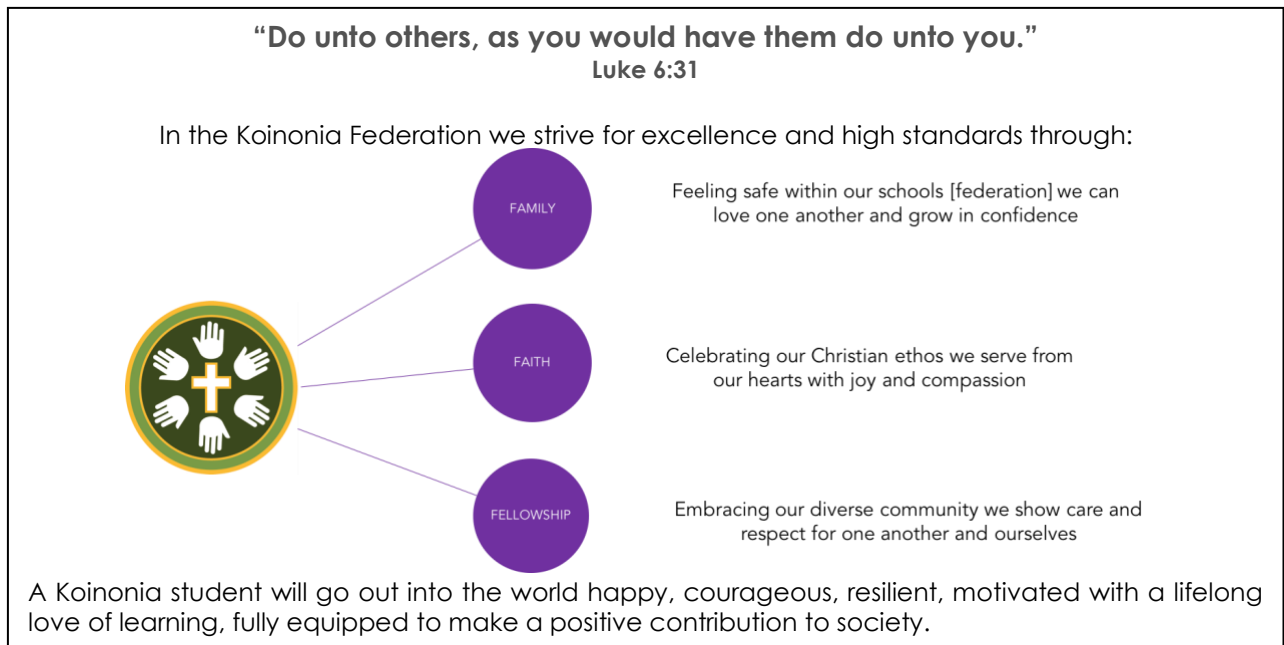 “Do unto others, as you would have them do unto you.”
Luke 6:31
In the Koinonia Federation we strive for excellence and high standards through:
FAMILY
Feeling safe within our schools [federation] we can
love one another and grow in confidence
FAITH
Celebrating our Christian ethos we serve from
our hearts with joy and compassion
FELLOWSHIP
Embracing our diverse community we show care and
respect for one another and ourselves
A Koinonia student will go out into the world happy, courageous, resilient, motivated with a lifelong
love of learning, fully equipped to make a positive contribution to society.